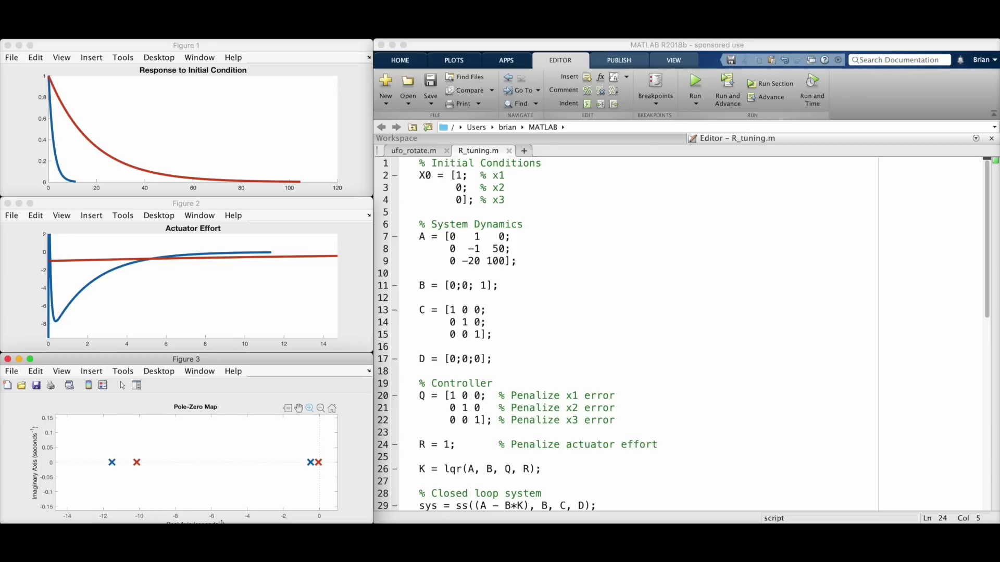 Figure 1
File Edit View Insert Tools Desktop Window Help
Response to Initial Condition
1
0.8
0.6
0.4
0.2
0
0 20 40 60 80 100 120
Figure 2
File Edit View Insert Tools Desktop Window Help
Actuator Effort
2
0
-2
-4
-6
-8
0 2 4 6 8 10 12 14
Figure 3
File Edit View Insert Tools Desktop Window Help
Pole-Zero Map
Imaginary Axis (seconds-1)
0.15
0.1
0.05
0
-0.05
-0.1
-0.15
-14 -12 -10 -8 -6 -4 -2 0
MATLAB R2018b - sponsored use
HOME PLOTS APPS EDITOR PUBLISH VIEW
Search Documentation
Brian
New
Open
Save
Find Files
Compare
Print
FILE
Go To
Find
NAVIGATE
Insert
Comment
Indent
EDIT
Breakpoints
BREAKPOINTS
Run
Run and Advance
Run Section
Advance
Run and Time
RUN
/ Users brian MATLAB
Workspace
Editor - R_tuning.m
ufo_rotate.m R_tuning.m +
1 % Initial Conditions
2 X0 = [1; % x1
3 0; % x2
4 0]; % x3
5
6 % System Dynamics
7 A = [0 1 0;
8 0 -1 50;
9 0 -20 100];
10
11 B = [0;0; 1];
12
13 C = [1 0 0;
14 0 1 0;
15 0 0 1];
16
17 D = [0;0;0];
18
19 % Controller
20 Q = [1 0 0; % Penalize x1 error
21 0 1 0 % Penalize x2 error
22 0 0 1]; % Penalize x3 error
23
24 R = 1; % Penalize actuator effort
25
26 K = lqr(A, B, Q, R);
27
28 % Closed loop system
29 sys = ss((A - B*K), B, C, D);
script
Ln 24 Col 5